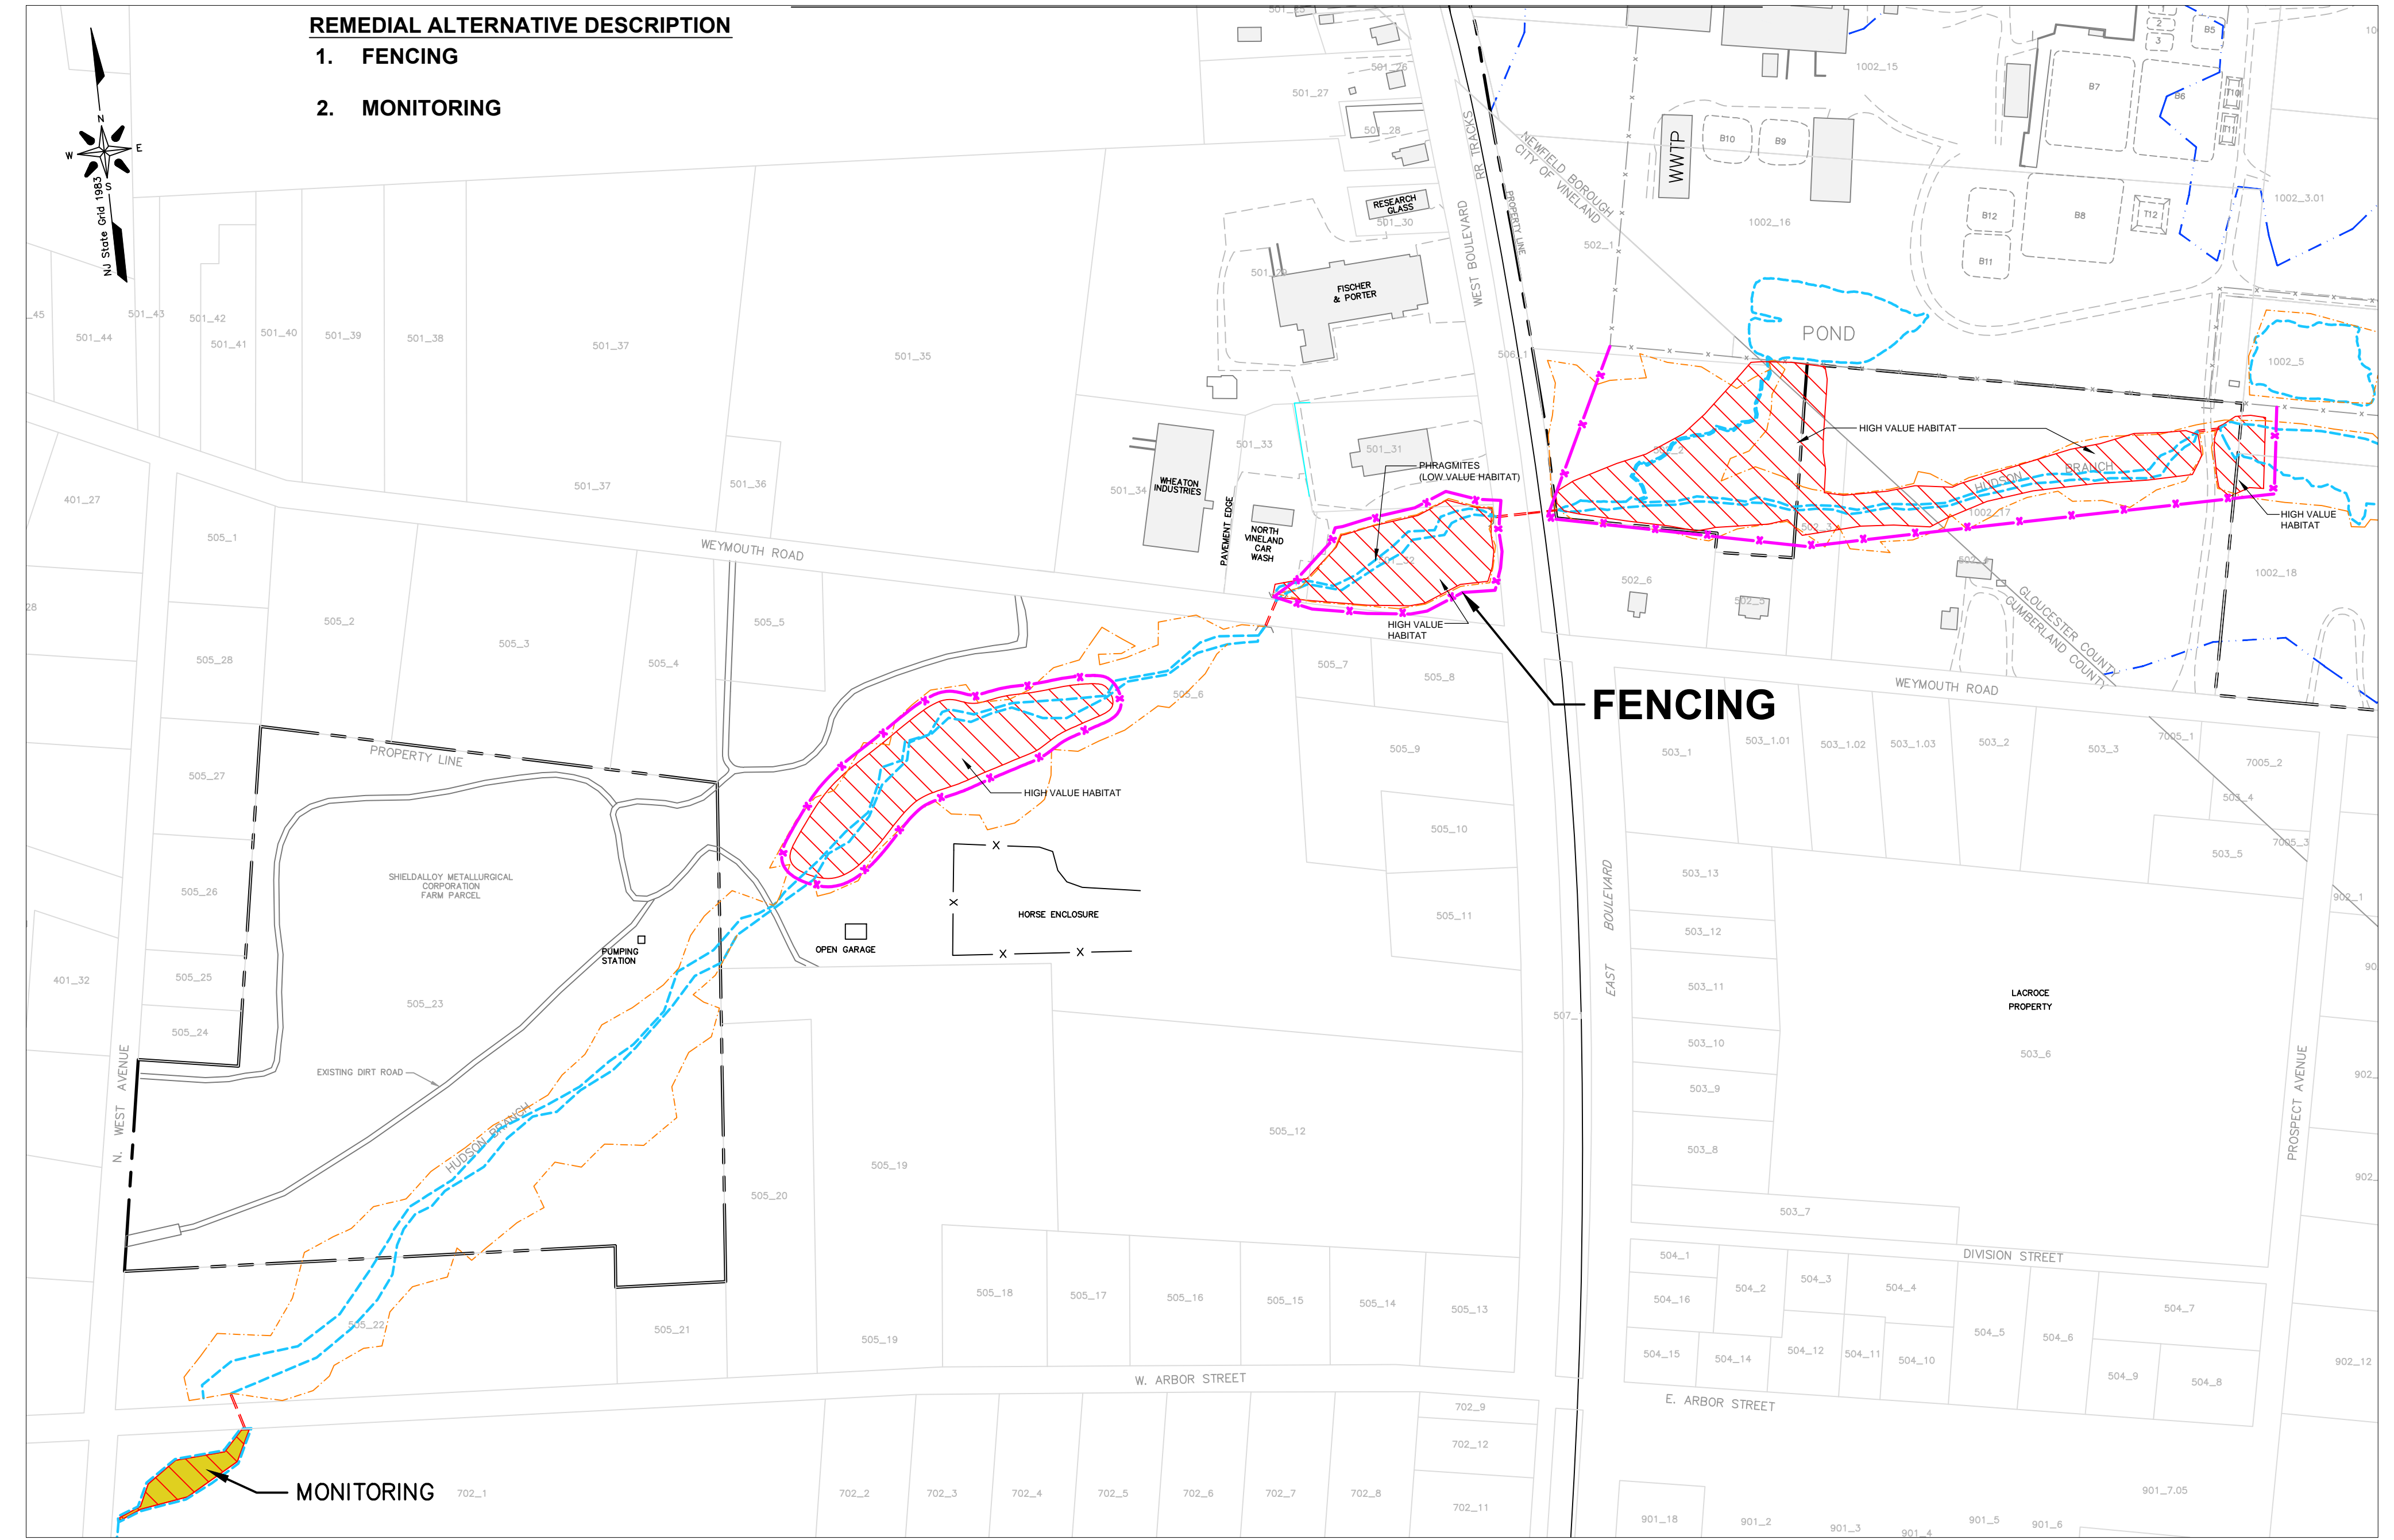 REMEDIAL ALTERNATIVE DESCRIPTION
1. FENCING
2. MONITORING
N
W
E
S
NJ State Grid 1983
501_26
501_27
501_28
RESEARCH
GLASS
501_30
501_29
FISCHER
& PORTER
WEST BOULEVARD
RR TRACKS
PROPERTY LINE
NEWFIELD BOROUGH
CITY OF VINELAND
WWTP
B10
B9
1002_15
1002_16
502_1
506_1
POND
1
2
3
B5
B7
B6
T10
B12
B11
B8
T12
1002_3.01
1002_5
_45
501_44
501_43
501_42
501_41
501_40
501_39
501_38
501_37
501_35
501_37
501_36
501_34
501_33
501_31
WHEATON
INDUSTRIES
PAVEMENT EDGE
NORTH
VINELAND
CAR
WASH
PHRAGMITES
(LOW VALUE HABITAT)
HIGH VALUE HABITAT
HUDSON BRANCH
1002_17
502_3
HIGH VALUE
HABITAT
1002_18
502_6
502_5
GLOUCESTER COUNTY
CUMBERLAND COUNTY
HIGH VALUE
HABITAT
FENCING
WEYMOUTH ROAD
WEYMOUTH ROAD
401_27
28
505_1
505_2
505_3
505_4
505_5
505_6
505_7
505_8
505_9
505_10
505_11
505_28
505_27
505_26
505_25
505_24
401_32
PROPERTY LINE
HIGH VALUE HABITAT
SHIELDALLOY METALLURGICAL
CORPORATION
FARM PARCEL
PUMPING
STATION
OPEN GARAGE
X
X
X
X
HORSE ENCLOSURE
505_23
EXISTING DIRT ROAD
HUDSON BRANCH
N. WEST AVENUE
505_12
505_19
505_20
505_18
505_17
505_16
505_15
505_14
505_13
505_19
505_21
505_22
W. ARBOR STREET
EAST BOULEVARD
503_1
503_1.01
503_1.02
503_1.03
503_2
503_3
7005_1
7005_2
503_4
7005_3
503_5
902_1
503_13
503_12
503_11
503_10
503_9
503_8
503_7
LACROCE
PROPERTY
503_6
PROSPECT AVENUE
DIVISION STREET
504_1
504_2
504_3
504_4
504_16
504_7
504_5
504_6
504_15
504_14
504_12
504_11
504_10
504_9
504_8
902_12
E. ARBOR STREET
MONITORING
702_1
702_2
702_3
702_4
702_5
702_6
702_7
702_8
702_9
702_12
702_11
901_18
901_2
901_3
901_4
901_5
901_6
901_7.05